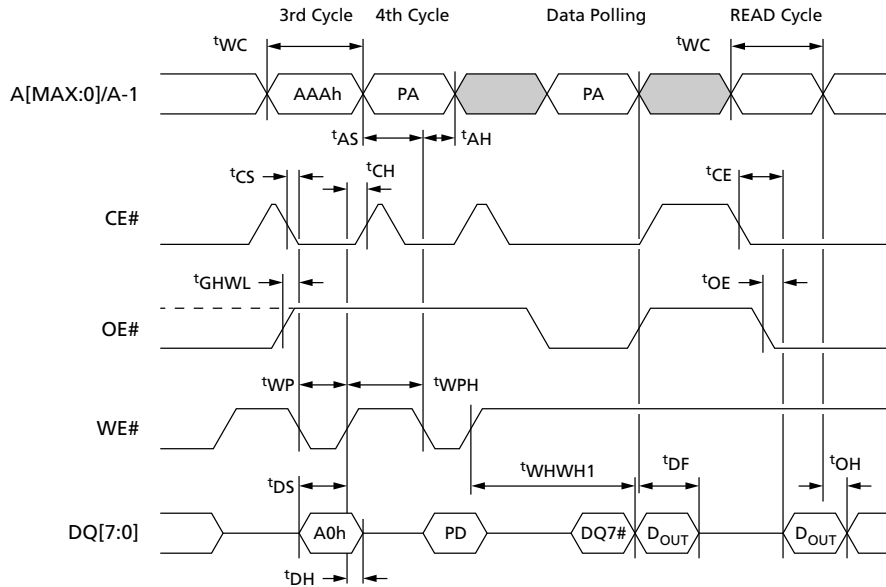 3rd Cycle 4th Cycle Data Polling READ Cycle
tWC tWC
A[MAX:0]/A-1 AAAh PA PA
tAS tAH
tCS tCH tCE
CE#
tGHWL tOE
OE#
tWP tWPH
WE#
tWHWH1 tDF tOH
tDS
DQ[7:0] A0h PD DQ7# DOUT DOUT
tDH